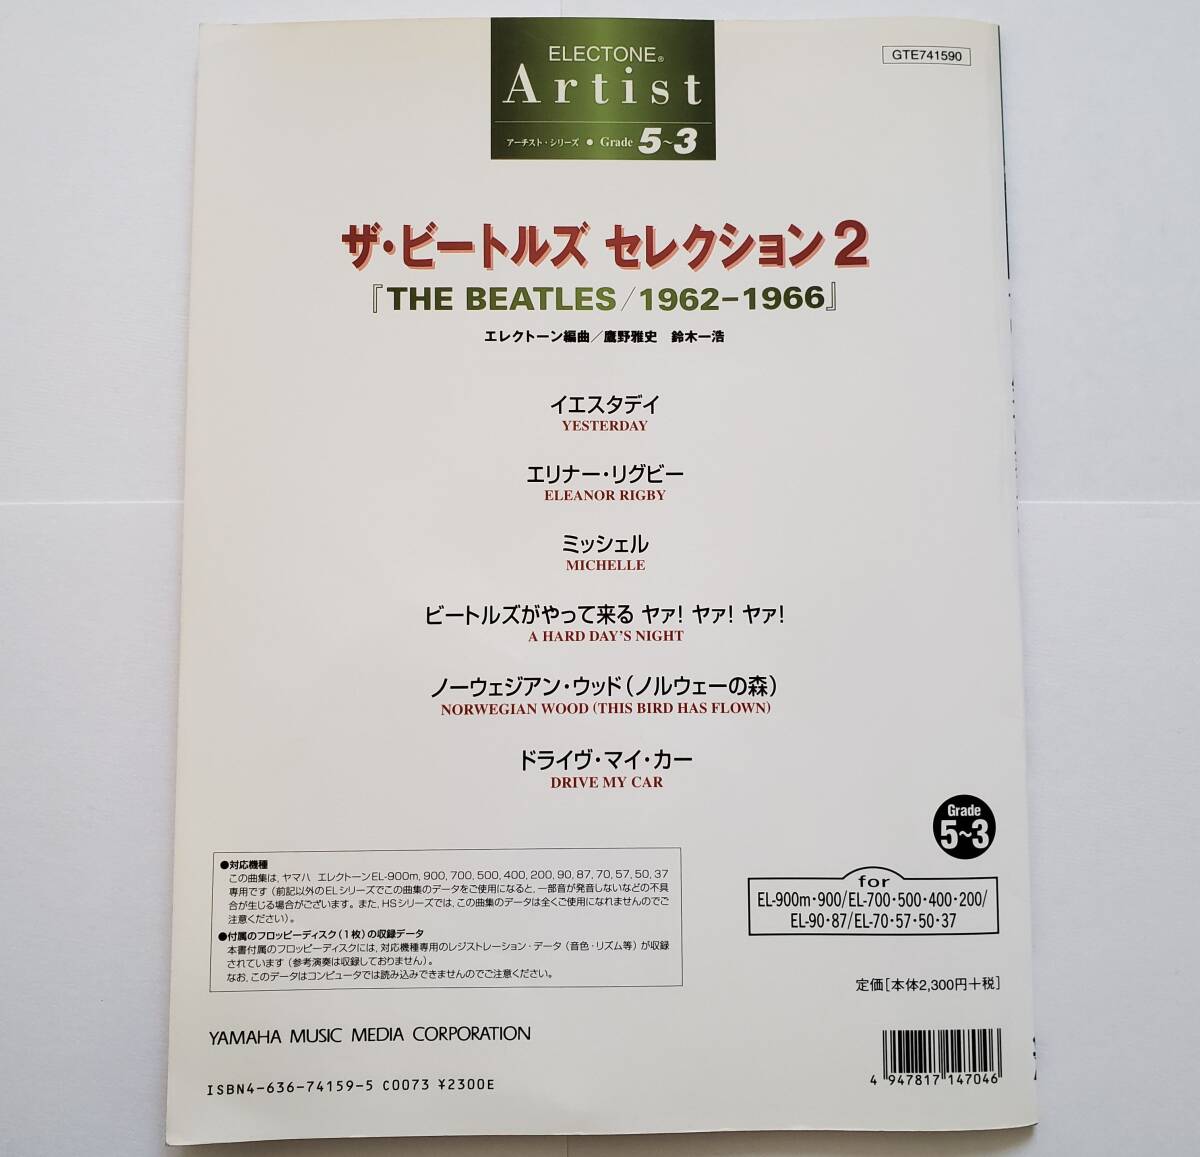 ELECTONE®
Artist
アーチスト・シリーズ ● Grade 5~3
GTE741590
ザ・ビートルズ セレクション2
『THE BEATLES/1962-1966』
エレクトーン編曲/鷹野雅史 鈴木一浩
イエスタデイ
YESTERDAY
エリナー・リグビー
ELEANOR RIGBY
ミッシェル
MICHELLE
ビートルズがやって来る ヤァ! ヤァ! ヤァ!
A HARD DAY'S NIGHT
ノーウェジアン・ウッド(ノルウェーの森)
NORWEGIAN WOOD (THIS BIRD HAS FLOWN)
ドライヴ・マイ・カー
DRIVE MY CAR
Grade
5~3
●対応機種
この曲集は、ヤマハ エレクトーンEL-900m, 900, 700, 500, 400, 200, 90, 87, 70, 57, 50, 37
専用です(前記以外のELシリーズでこの曲集のデータをご使用になると、一部音が発音しないなどの不具
合が生じる場合がございます。また、HSシリーズでは、この曲集のデータは全くご使用になれませんのでご
注意ください)。
●付属のフロッピーディスク(1枚)の収録データ
本書付属のフロッピーディスクには、対応機種専用のレジストレーション・データ(音色・リズム等)が収録
されています(参考演奏は収録しておりません)。
なお、このデータはコンピュータでは読み込みできませんのでご注意ください。
for
EL-900m・900/EL-700・500・400・200/
EL-90・87/EL-70・57・50・37
定価[本体2,300円+税]
YAMAHA MUSIC MEDIA CORPORATION
ISBN4-636-74159-5 C0073 ¥2300E
4 947817 147046